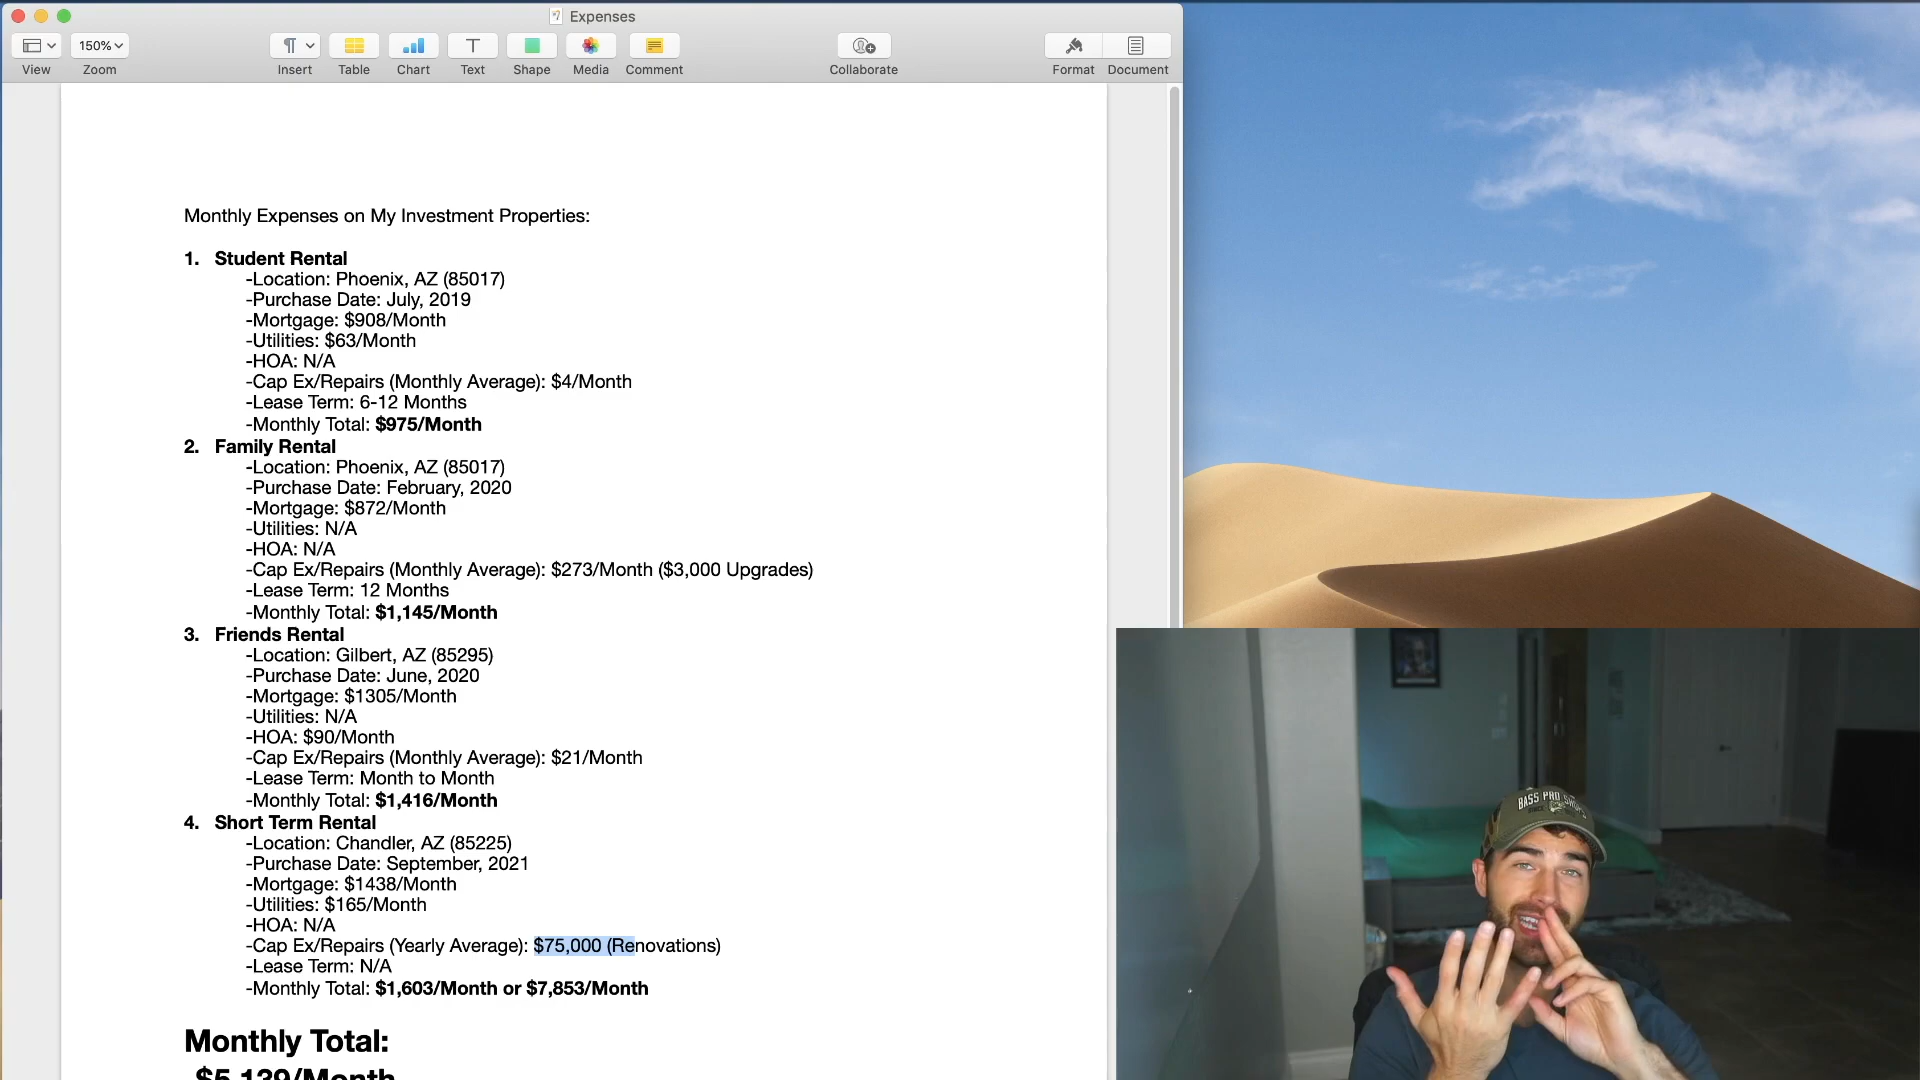 Expenses
150%
View
Zoom
Insert
Table
Chart
Text
Shape
Media
Comment
Collaborate
Format
Document
Monthly Expenses on My Investment Properties:
1. Student Rental
-Location: Phoenix, AZ (85017)
-Purchase Date: July, 2019
-Mortgage: $908/Month
-Utilities: $63/Month
-HOA: N/A
-Cap Ex/Repairs (Monthly Average): $4/Month
-Lease Term: 6-12 Months
-Monthly Total: $975/Month
2. Family Rental
-Location: Phoenix, AZ (85017)
-Purchase Date: February, 2020
-Mortgage: $872/Month
-Utilities: N/A
-HOA: N/A
-Cap Ex/Repairs (Monthly Average): $273/Month ($3,000 Upgrades)
-Lease Term: 12 Months
-Monthly Total: $1,145/Month
3. Friends Rental
-Location: Gilbert, AZ (85295)
-Purchase Date: June, 2020
-Mortgage: $1305/Month
-Utilities: N/A
-HOA: $90/Month
-Cap Ex/Repairs (Monthly Average): $21/Month
-Lease Term: Month to Month
-Monthly Total: $1,416/Month
4. Short Term Rental
-Location: Chandler, AZ (85225)
-Purchase Date: September, 2021
-Mortgage: $1438/Month
-Utilities: $165/Month
-HOA: N/A
-Cap Ex/Repairs (Yearly Average): $75,000 (Renovations)
-Lease Term: N/A
-Monthly Total: $1,603/Month or $7,853/Month
Monthly Total:
$5,139/Month
BASS PRO SHOPS